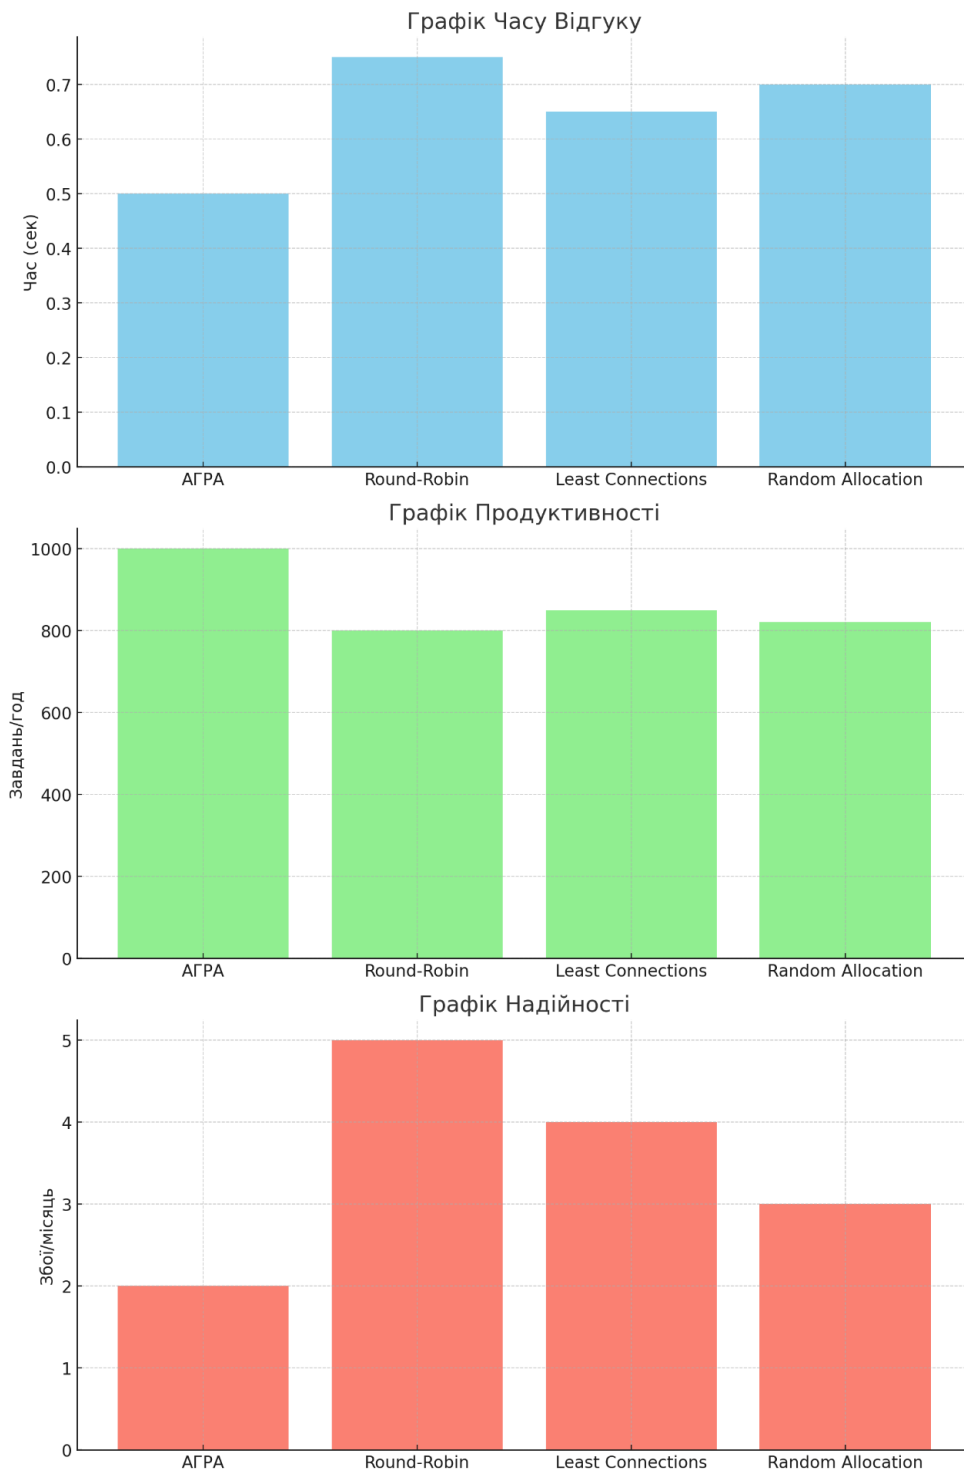 Графік Часу Відгуку
Час (сек)
0.7
0.6
0.5
0.4
0.3
0.2
0.1
0.0
АГРА Round-Robin Least Connections Random Allocation
Графік Продуктивності
Завдань/год
1000
800
600
400
200
0
АГРА Round-Robin Least Connections Random Allocation
Графік Надійності
Збої/місяць
5
4
3
2
1
0
АГРА Round-Robin Least Connections Random Allocation